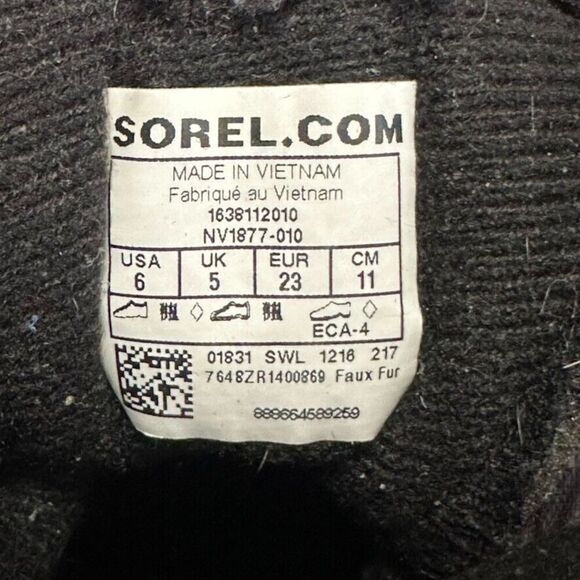 SOREL.COM
MADE IN VIETNAM
Fabriqué au Vietnam
1638112010
NV1877-010
USA UK EUR CM
6 5 23 11
ECA-4
01831 SWL 1216 217
7648ZR1400869 Faux Fur
888664589259